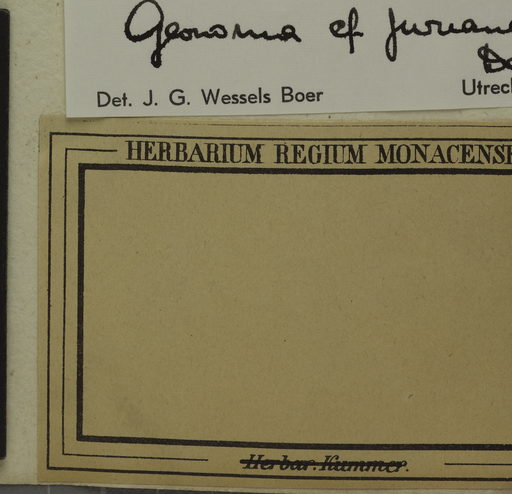 Geonoma cf
Det. J. G. Wessels Boer
Utrec
HERBARIUM REGIUM MONACENSE
Herbar. Kummer.